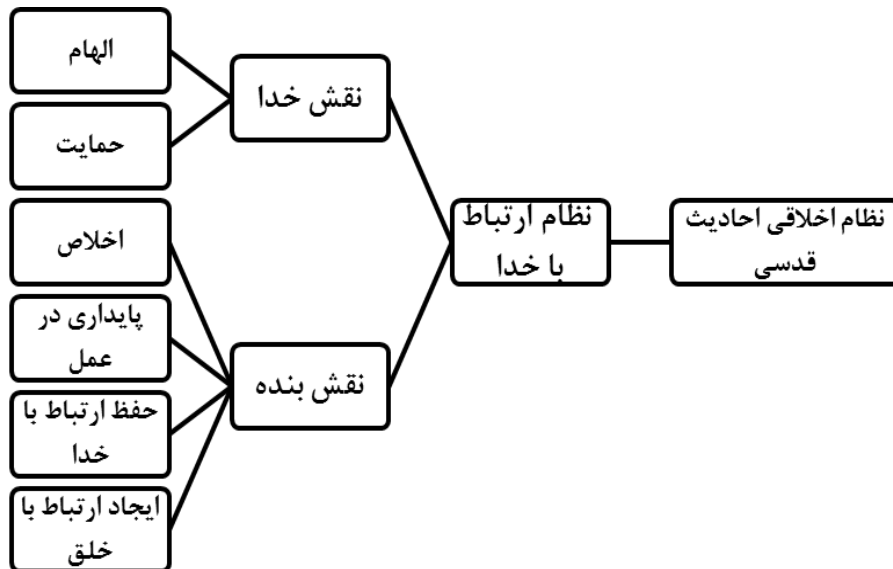 نظام اخلاقی احادیث
قدسی
نظام ارتباط
با خدا
نقش خدا
الهام
حمایت
نقش بنده
اخلاص
پایداری در
عمل
حفظ ارتباط با
خدا
ایجاد ارتباط با
خلق